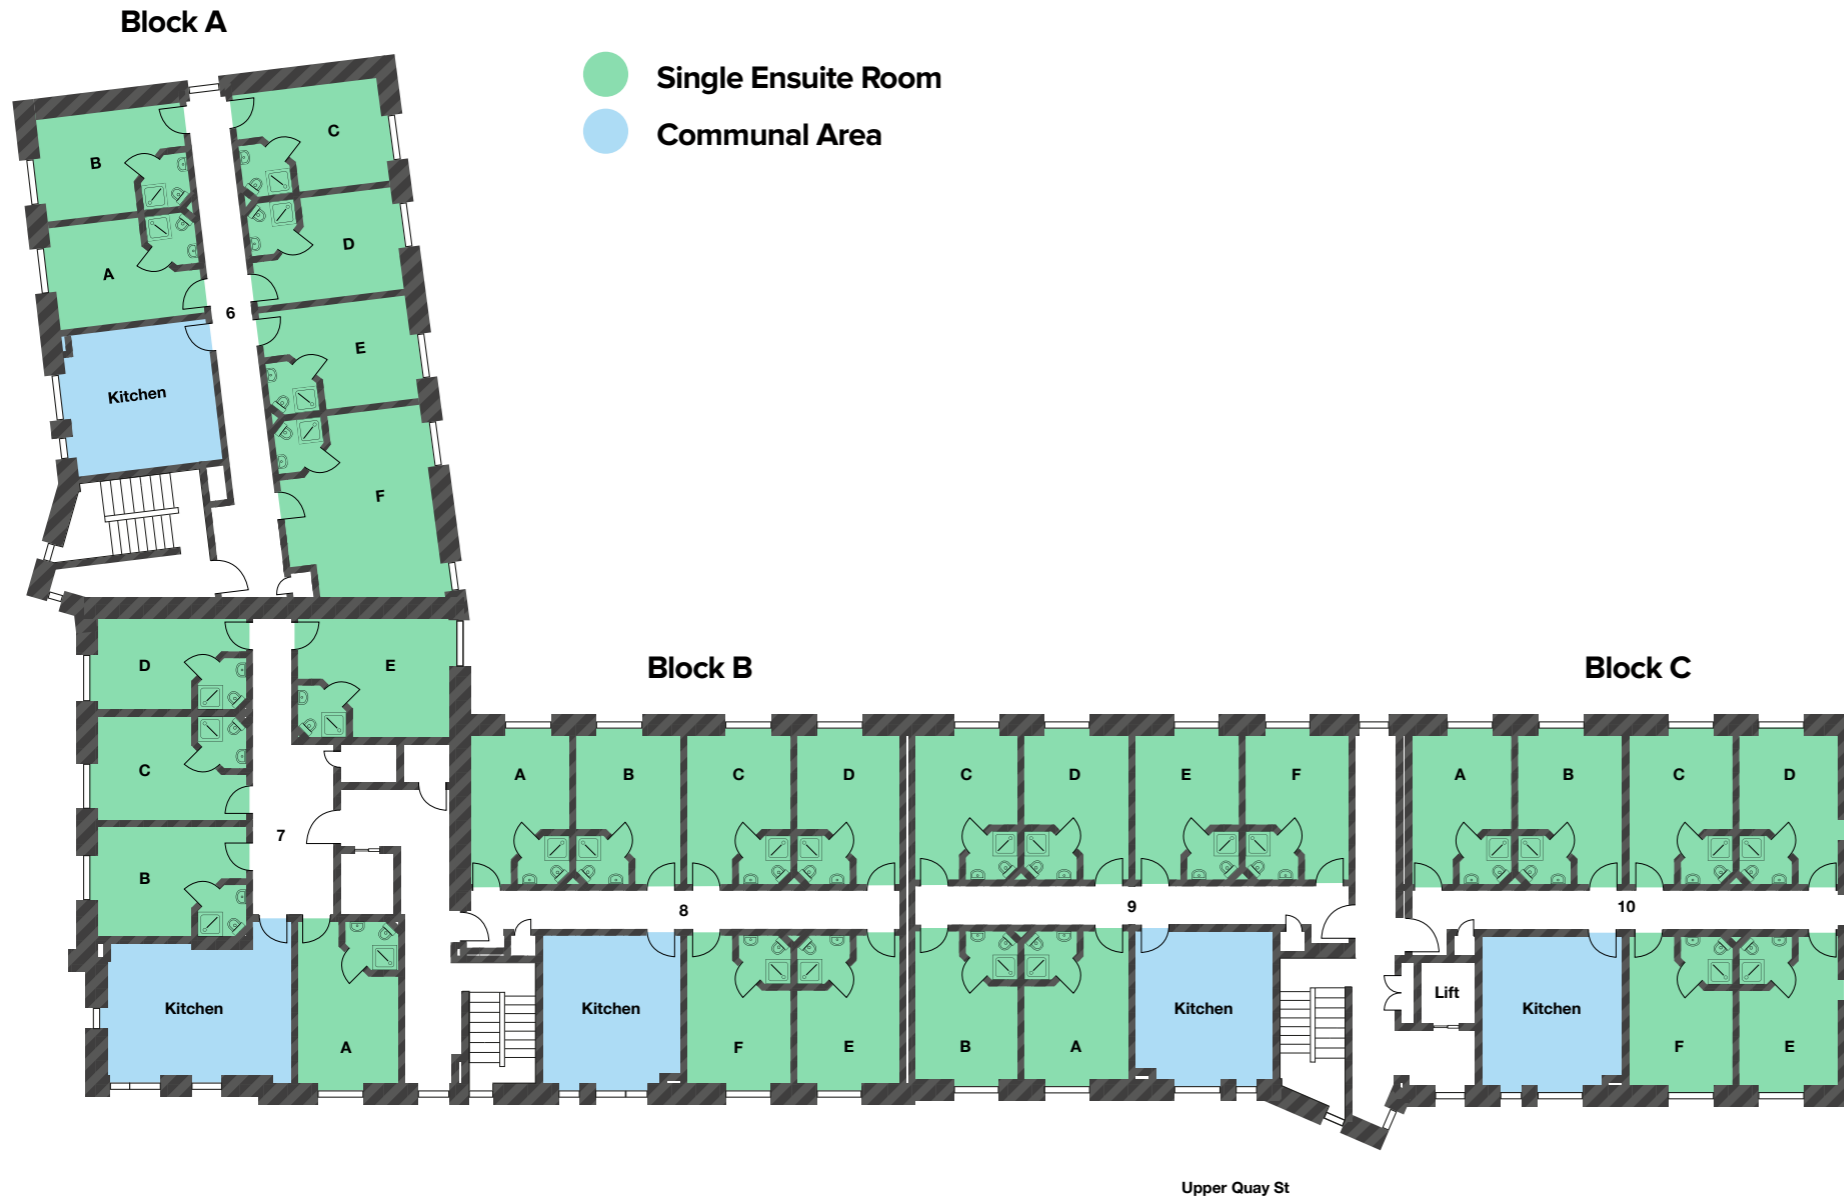 Block A
Single Ensuite Room
Communal Area
B
C
A
D
6
E
Kitchen
F
Block B
Block C
D
E
C
7
B
Kitchen
A
A
B
C
D
8
Kitchen
F
E
C
D
E
F
9
B
A
Kitchen
A
B
C
D
10
Lift
Kitchen
F
E
Upper Quay St